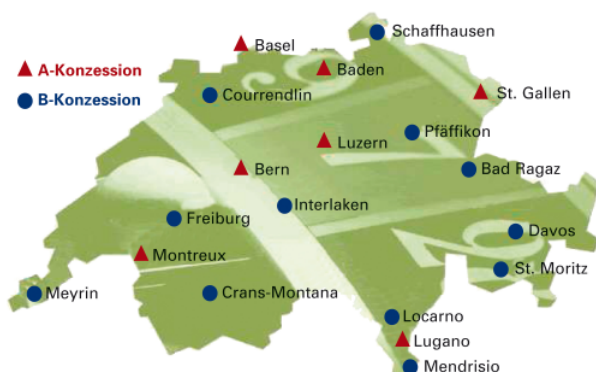 Schaffhausen
Basel
A-Konzession
Baden
B-Konzession
Courrendlin
St. Gallen
Pfäffikon
Luzern
Bern
Bad Ragaz
Interlaken
Freiburg
Davos
Montreux
St. Moritz
Meyrin
Crans-Montana
Locarno
Lugano
Mendrisio